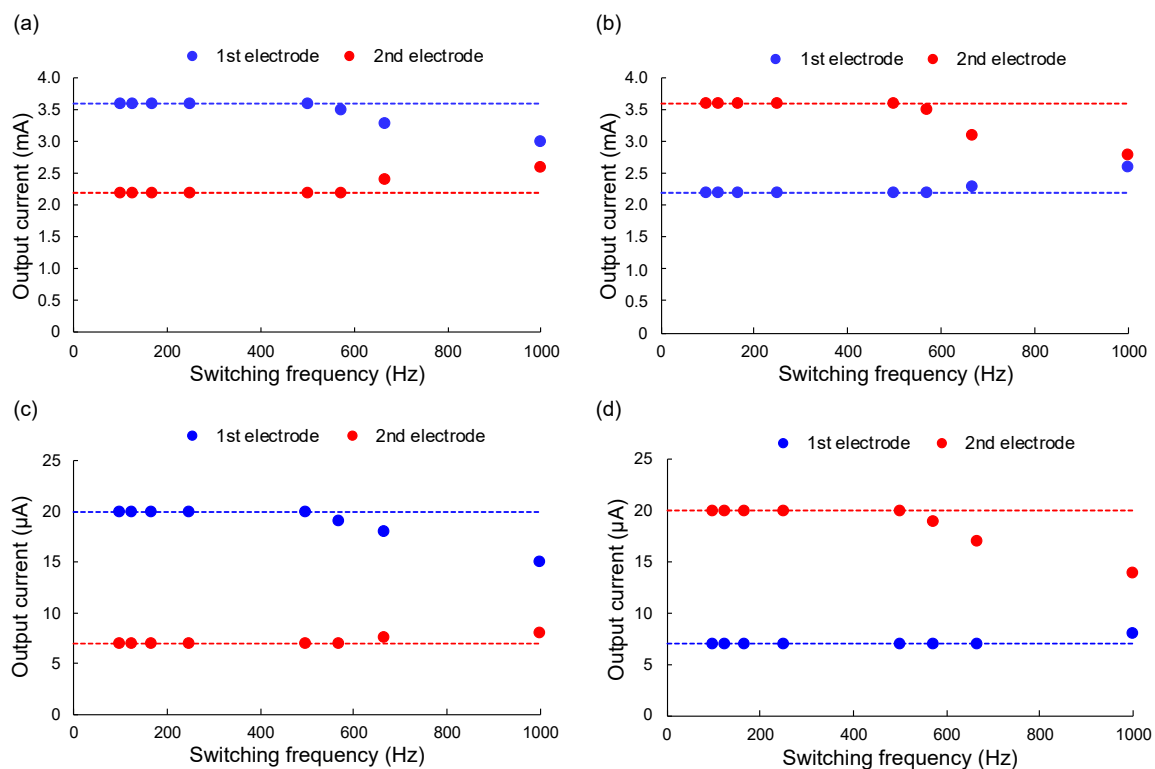 (a)
1st electrode 2nd electrode
4.0
3.5
3.0
2.5
2.0
1.5
1.0
0.5
0
Output current (mA)
0 200 400 600 800 1000
Switching frequency (Hz)
(b)
1st electrode 2nd electrode
4.0
3.5
3.0
2.5
2.0
1.5
1.0
0.5
0
Output current (mA)
0 200 400 600 800 1000
Switching frequency (Hz)
(c)
1st electrode 2nd electrode
25
20
15
10
5
0
Output current (μA)
0 200 400 600 800 1000
Switching frequency (Hz)
(d)
1st electrode 2nd electrode
25
20
15
10
5
0
Output current (μA)
0 200 400 600 800 1000
Switching frequency (Hz)